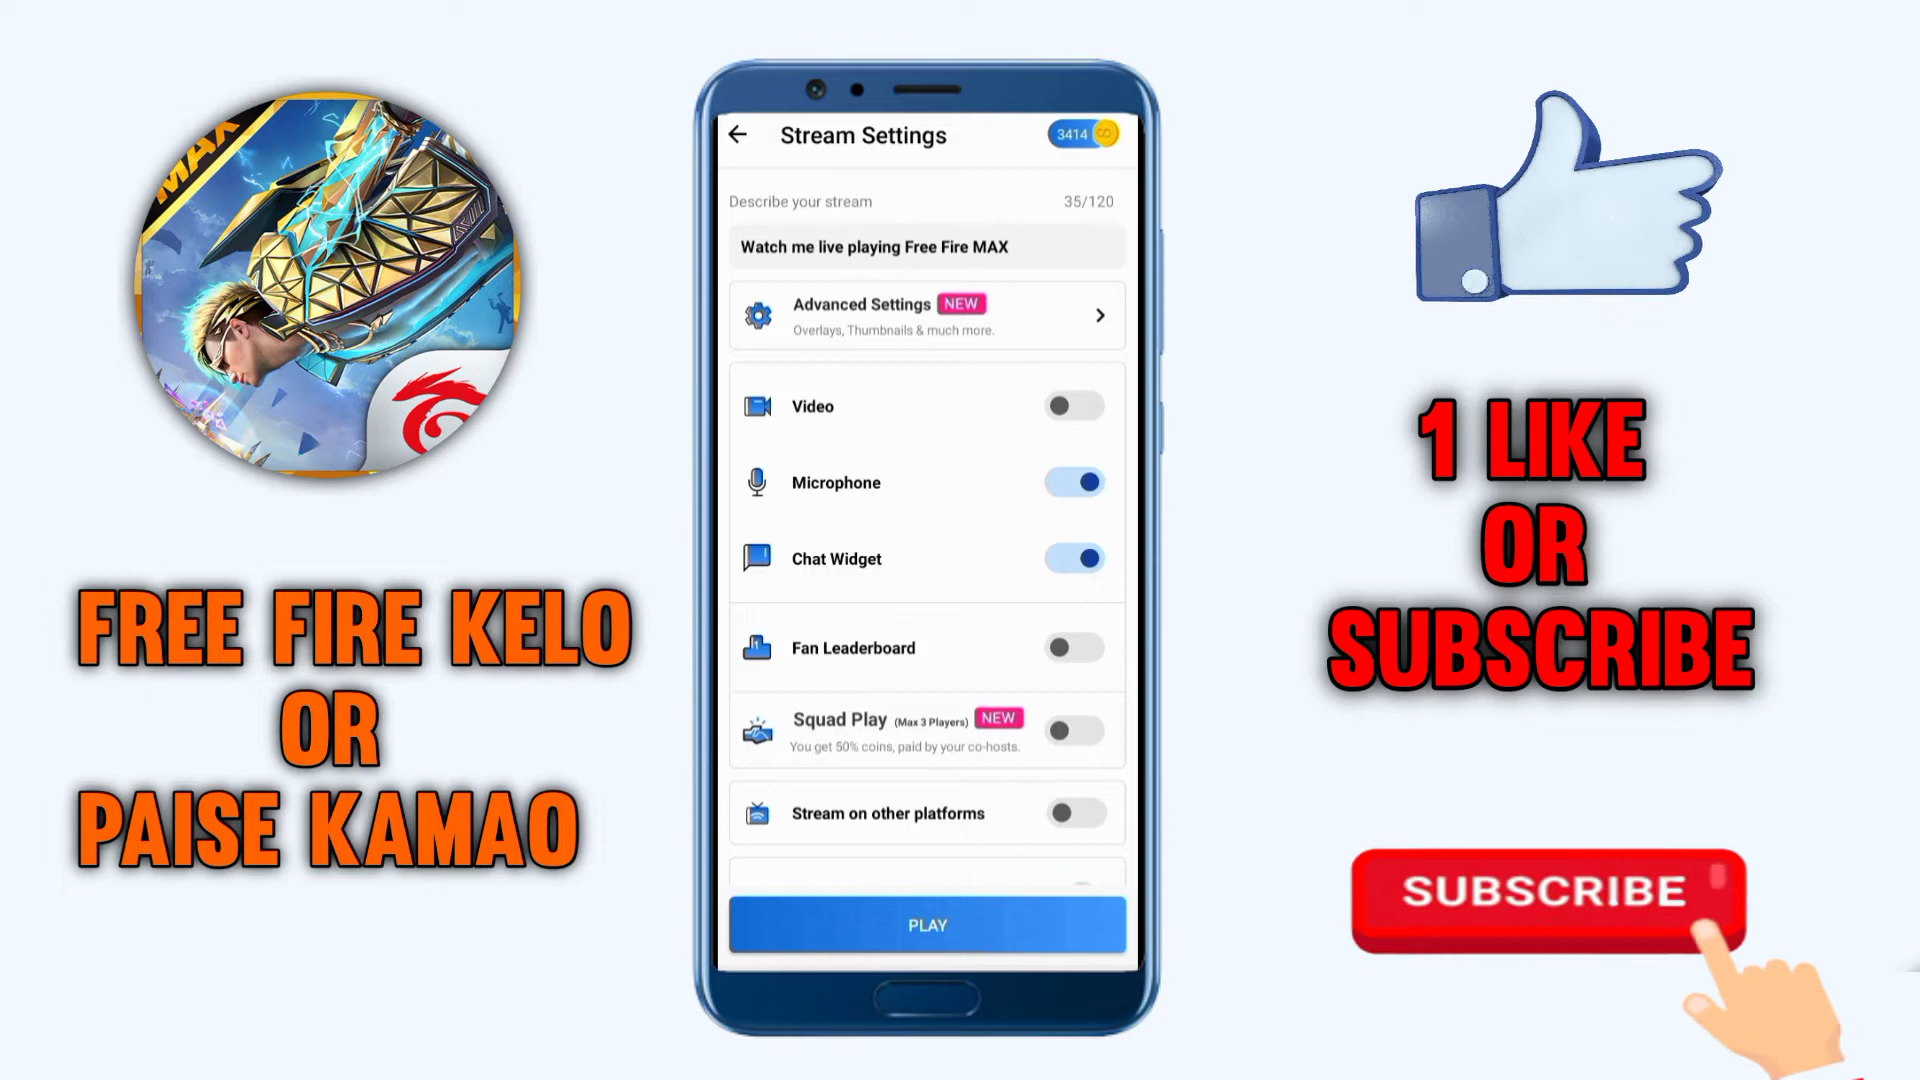 MAX
FREE FIRE KELO
OR
PAISE KAMAO
Stream Settings
3414
Describe your stream
35/120
Watch me live playing Free Fire MAX
Advanced Settings NEW
Overlays, Thumbnails & much more.
Video
Microphone
Chat Widget
Fan Leaderboard
Squad Play (Max 3 Players) NEW
You get 50% coins, paid by your co-hosts.
Stream on other platforms
PLAY
1 LIKE
OR
SUBSCRIBE
SUBSCRIBE